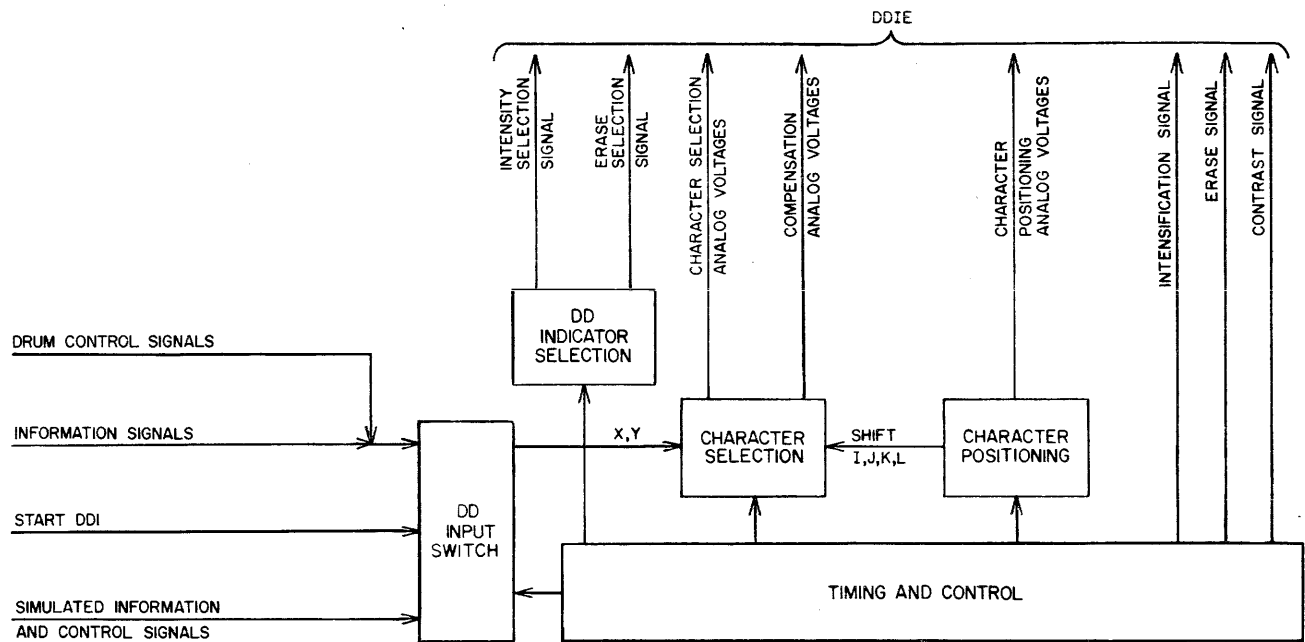 DDIE
INTENSITY
SELECTION
SIGNAL
ERASE
SELECTION
SIGNAL
CHARACTER SELECTION
ANALOG VOLTAGES
COMPENSATION
ANALOG VOLTAGES
CHARACTER
POSITIONING
ANALOG VOLTAGES
INTENSIFICATION SIGNAL
ERASE SIGNAL
CONTRAST SIGNAL
DD
INDICATOR
SELECTION
DRUM CONTROL SIGNALS
INFORMATION SIGNALS
X,Y
CHARACTER
SELECTION
SHIFT
I,J,K,L
CHARACTER
POSITIONING
START DDI
DD
INPUT
SWITCH
TIMING AND CONTROL
SIMULATED INFORMATION
AND CONTROL SIGNALS